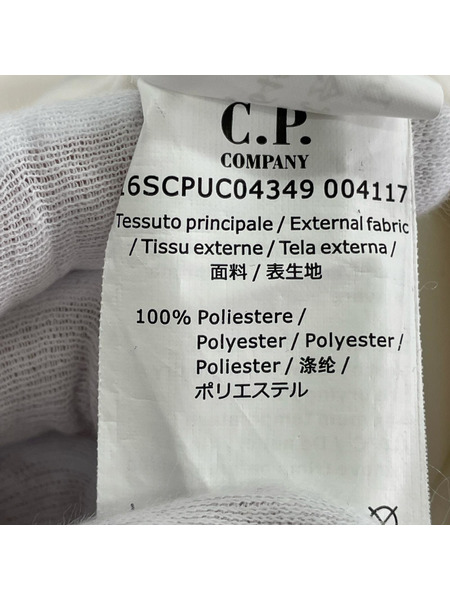 C.P.
COMPANY
16SCPUC04349 004117
Tessuto principale / External fabric
/ Tissu externe / Tela externa /
面料 / 表生地
100% Poliestere /
Polyester / Polyester /
Poliester / 涤纶 /
ポリエステル